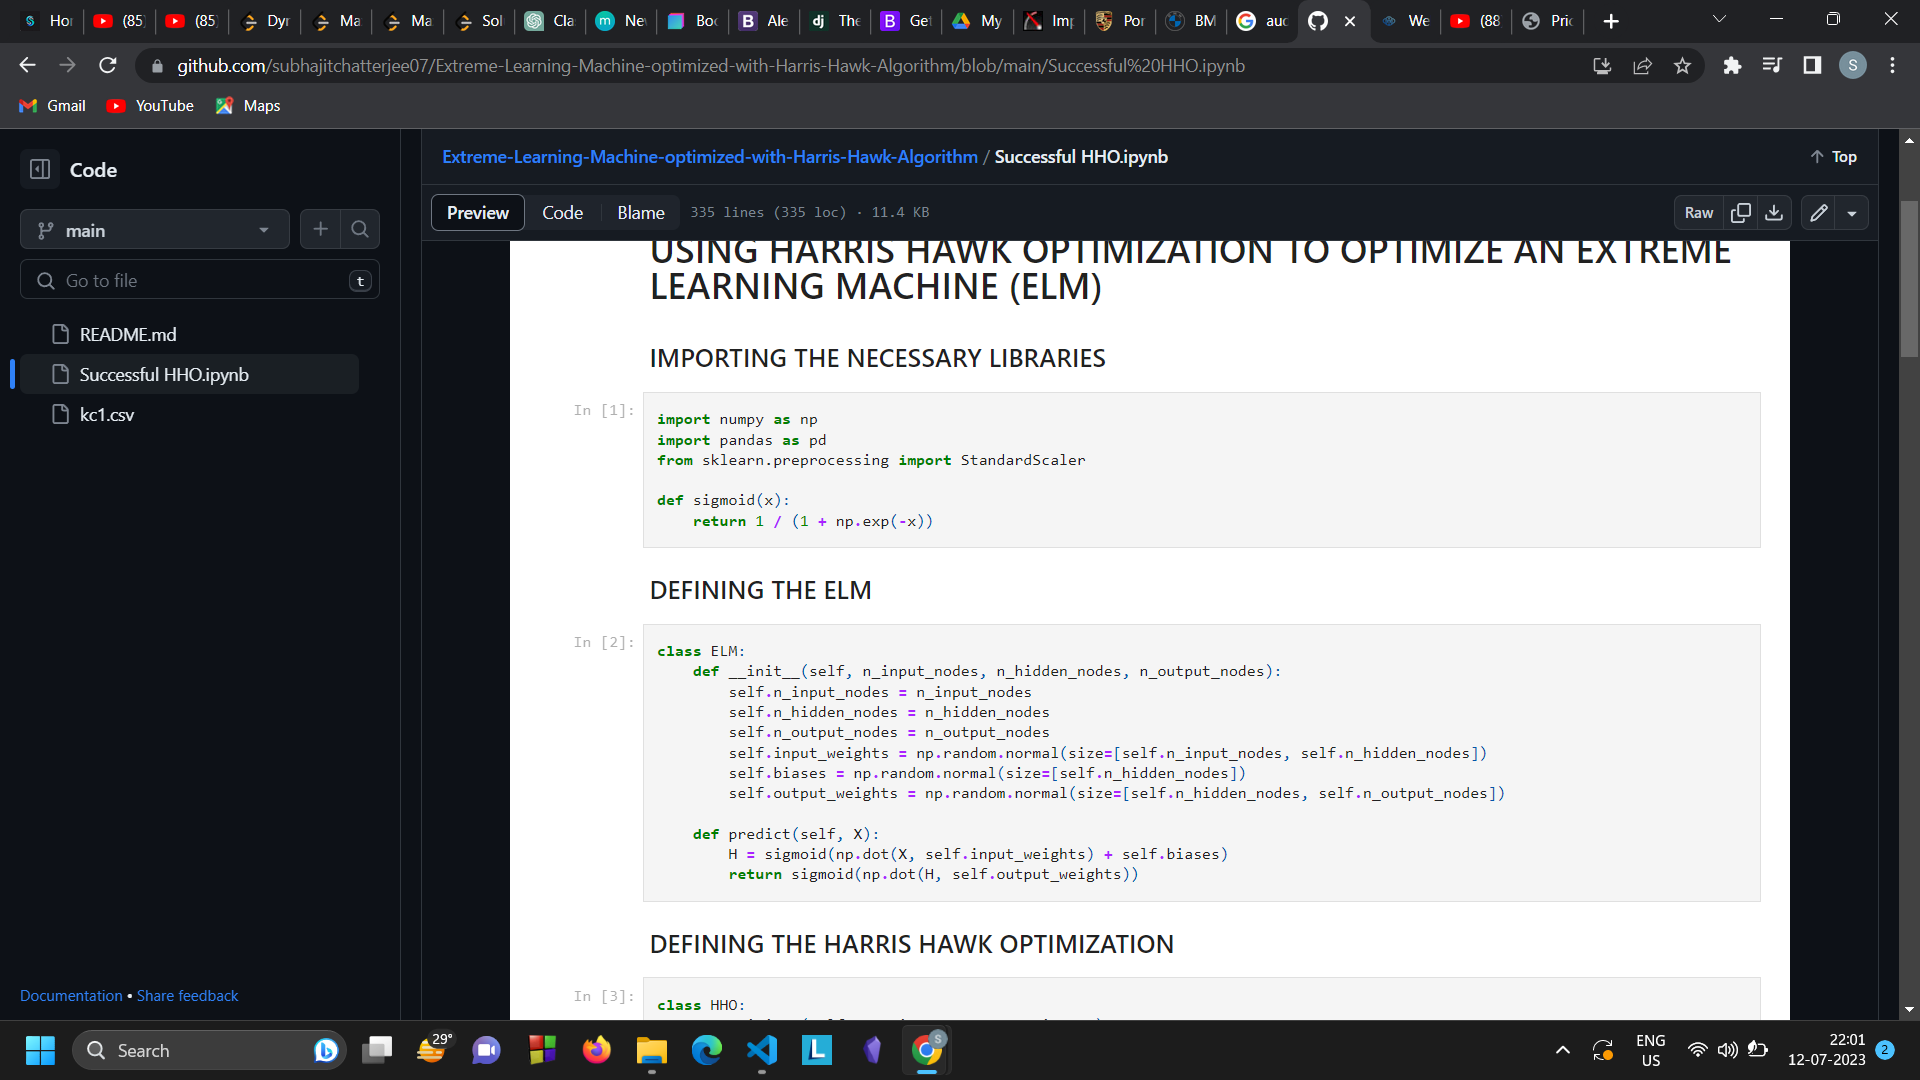 Hor
(85
(85
Dyr
Ma
Ma
Sol
Cla
Nev
Boo
Ale
The
Get
My
Imp
Por
BM
auc
We
(88
Pric
github.com/subhajitchatterjee07/Extreme-Learning-Machine-optimized-with-Harris-Hawk-Algorithm/blob/main/Successful%20HHO.ipynb
S
Gmail
YouTube
Maps
Code
Extreme-Learning-Machine-optimized-with-Harris-Hawk-Algorithm / Successful HHO.ipynb
Top
main
Preview
Code
Blame
335 lines (335 loc) · 11.4 KB
Raw
Go to file
t
README.md
Successful HHO.ipynb
kc1.csv
USING HARRIS HAWK OPTIMIZATION TO OPTIMIZE AN EXTREME
LEARNING MACHINE (ELM)
IMPORTING THE NECESSARY LIBRARIES
In [1]:
import numpy as np
import pandas as pd
from sklearn.preprocessing import StandardScaler
def sigmoid(x):
    return 1 / (1 + np.exp(-x))
DEFINING THE ELM
In [2]:
class ELM:
    def __init__(self, n_input_nodes, n_hidden_nodes, n_output_nodes):
        self.n_input_nodes = n_input_nodes
        self.n_hidden_nodes = n_hidden_nodes
        self.n_output_nodes = n_output_nodes
        self.input_weights = np.random.normal(size=[self.n_input_nodes, self.n_hidden_nodes])
        self.biases = np.random.normal(size=[self.n_hidden_nodes])
        self.output_weights = np.random.normal(size=[self.n_hidden_nodes, self.n_output_nodes])
    def predict(self, X):
        H = sigmoid(np.dot(X, self.input_weights) + self.biases)
        return sigmoid(np.dot(H, self.output_weights))
DEFINING THE HARRIS HAWK OPTIMIZATION
In [3]:
class HHO:
Documentation • Share feedback
Search
29°
ENG
US
22:01
12-07-2023
2